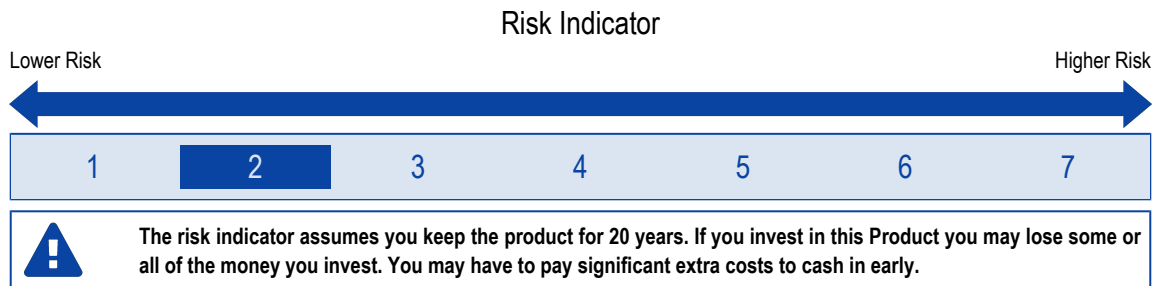 Risk Indicator
Lower Risk Higher Risk
1 2 3 4 5 6 7
The risk indicator assumes you keep the product for 20 years. If you invest in this Product you may lose some or
all of the money you invest. You may have to pay significant extra costs to cash in early.